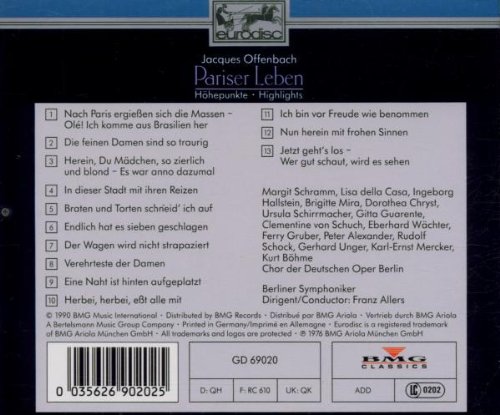 eurodisc
Jacques Offenbach
Pariser Leben
Höhepunkte · Highlights
1 Nach Paris ergießen sich die Massen –
Olé! Ich komme aus Brasilien her
2 Die feinen Damen sind so traurig
3 Herein, Du Mädchen, so zierlich
und blond – Es war anno dazumal
4 In dieser Stadt mit ihren Reizen
5 Braten und Torten schrieid' ich auf
6 Endlich hat es sieben geschlagen
7 Der Wagen wird nicht strapaziert
8 Verehrteste der Damen
9 Eine Naht ist hinten aufgeplatzt
10 Herbei, herbei, eßt alle mit
11 Ich bin vor Freude wie benommen
12 Nun herein mit frohen Sinnen
13 Jetzt geht's los –
Wer gut schaut, wird es sehen
Margit Schramm, Lisa della Casa, Ingeborg
Hallstein, Brigitte Mira, Dorothea Chryst,
Ursula Schirrmacher, Gitta Guarente,
Clementine von Schuch, Eberhard Wächter,
Ferry Gruber, Peter Alexander, Rudolf
Schock, Gerhard Unger, Karl-Ernst Mercker,
Kurt Böhme
Chor der Deutschen Oper Berlin
Berliner Symphoniker
Dirigent/Conductor: Franz Allers
© 1990 BMG Music International · Distributed by BMG Records · Distribué par BMG Ariola · Vertrieb durch BMG Ariola
A Bertelsmann Music Group Company · Printed in Germany/Imprimé en Allemagne · Eurodisc is a registered trademark
of BMG Ariola München GmbH · All trademarks and logos are protected · ℗ 1976 BMG Ariola München GmbH
0 035626 902025
GD 69020
D: QH
F: RC 610
UK: QK
ADD
LC 0202
BMG
CLASSICS